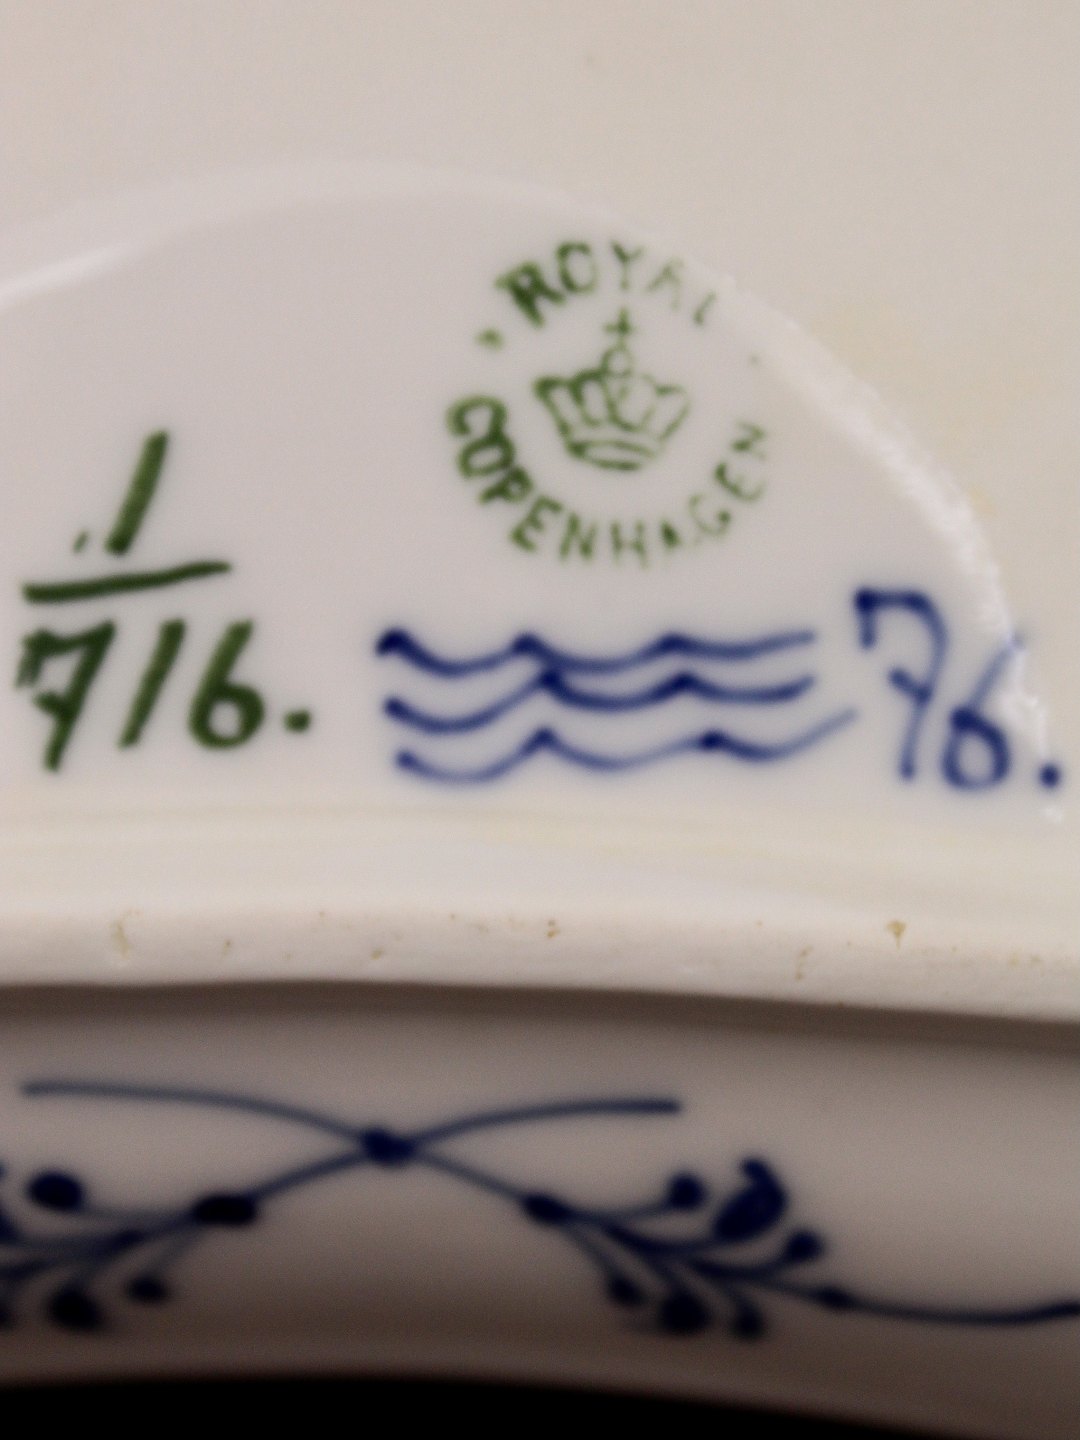 ROYAL
COPENHAGEN
1
716.
76.